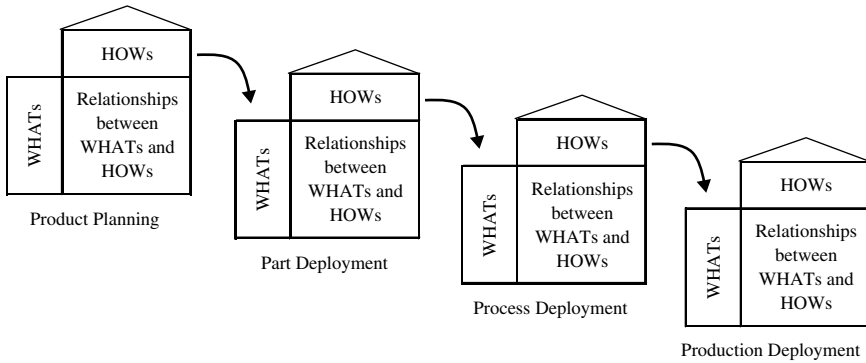 HOWs
WHATs
Relationships
between
WHATs and
HOWs
Product Planning
HOWs
WHATs
Relationships
between
WHATs and
HOWs
Part Deployment
HOWs
WHATs
Relationships
between
WHATs and
HOWs
Process Deployment
HOWs
WHATs
Relationships
between
WHATs and
HOWs
Production Deployment